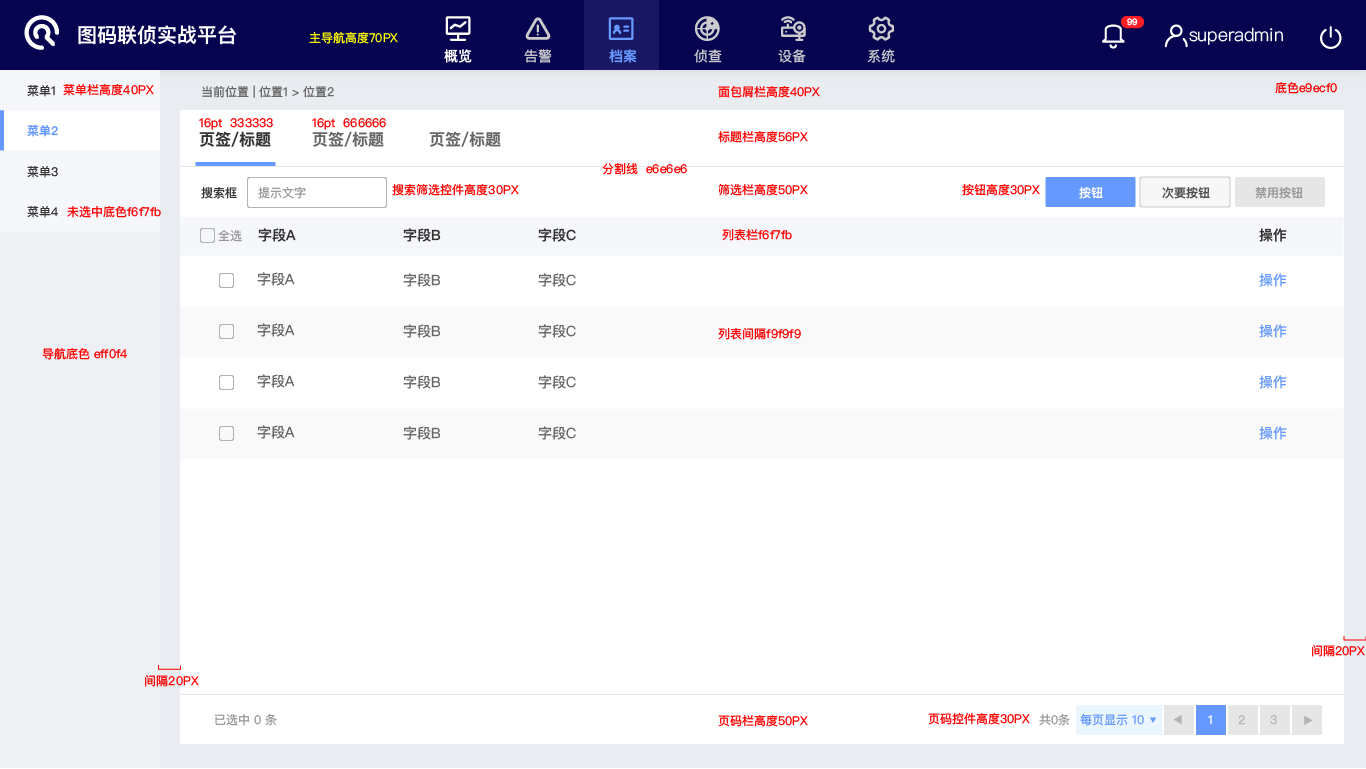 图码联侦实战平台
主导航高度70PX
概览
告警
档案
侦查
设备
系统
99
superadmin
菜单1 菜单栏高度40PX
菜单2
菜单3
菜单4 未选中底色f6f7fb
导航底色 eff0f4
间隔20PX
当前位置 | 位置1 > 位置2
面包屑栏高度40PX
底色e9ecf0
16pt 333333
16pt 666666
页签/标题
页签/标题
页签/标题
标题栏高度56PX
分割线 e6e6e6
搜索框
提示文字
搜索筛选控件高度30PX
筛选栏高度50PX
按钮高度30PX
按钮
次要按钮
禁用按钮
全选 字段A 字段B 字段C 列表栏f6f7fb 操作
字段A 字段B 字段C 操作
字段A 字段B 字段C 列表间隔f9f9f9 操作
字段A 字段B 字段C 操作
字段A 字段B 字段C 操作
间隔20PX
已选中 0 条
页码栏高度50PX
页码控件高度30PX
共0条
每页显示 10 ▼
◀ 1 2 3 ▶